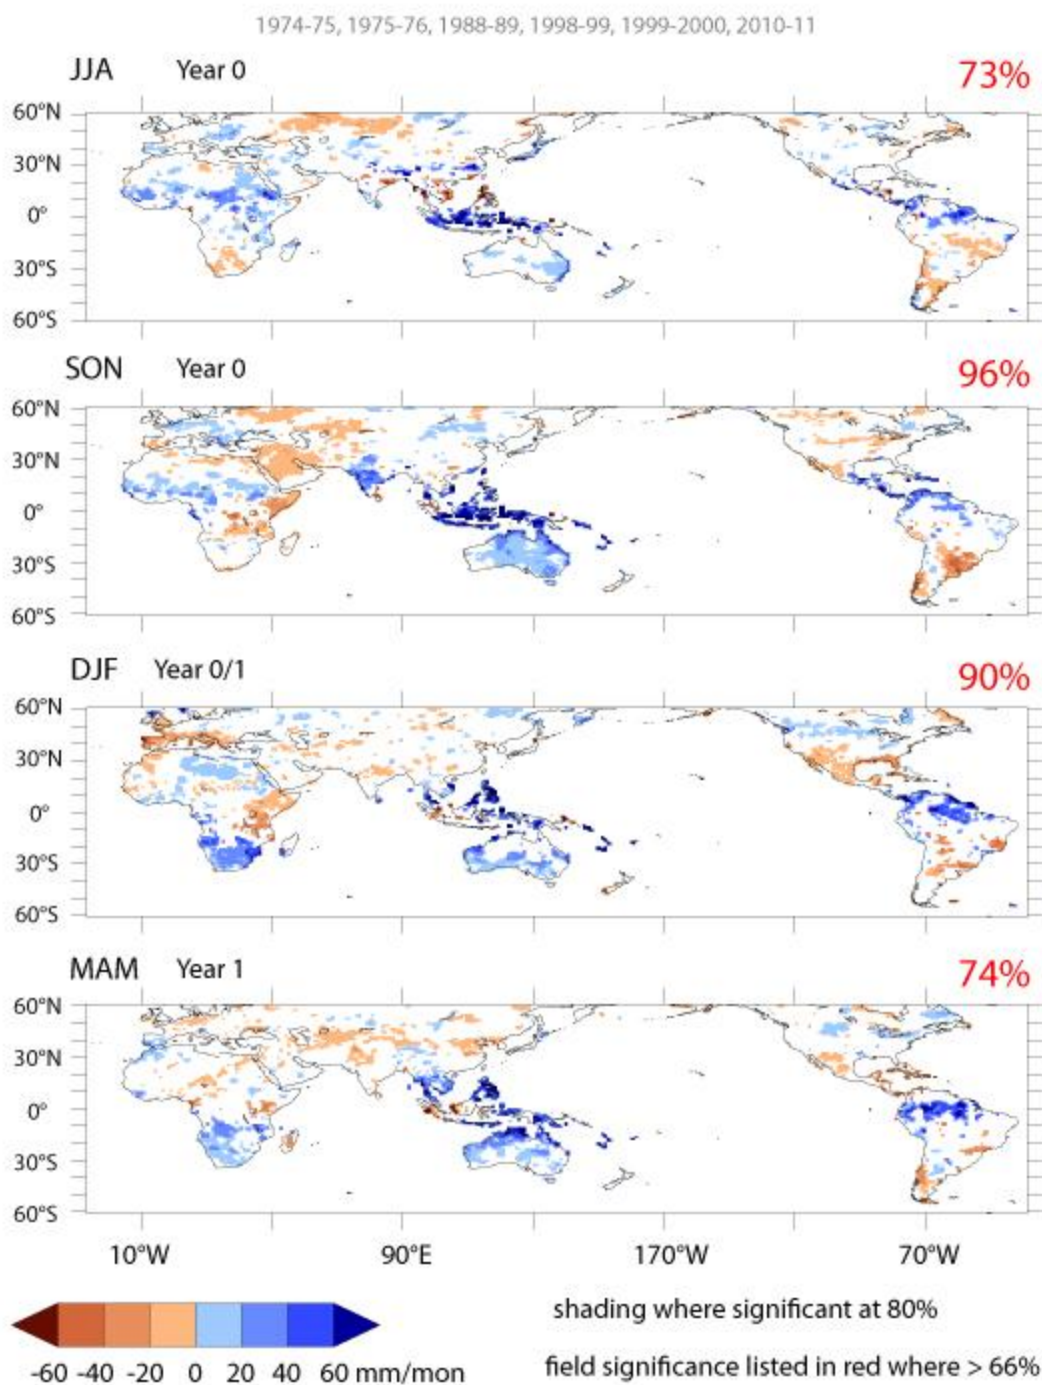 1974-75, 1975-76, 1988-89, 1998-99, 1999-2000, 2010-11
JJA Year 0 73%
60°N
30°N
0°
30°S
60°S
SON Year 0 96%
60°N
30°N
0°
30°S
60°S
DJF Year 0/1 90%
60°N
30°N
0°
30°S
60°S
MAM Year 1 74%
60°N
30°N
0°
30°S
60°S
10°W 90°E 170°W 70°W
shading where significant at 80%
-60 -40 -20 0 20 40 60 mm/mon
field significance listed in red where > 66%